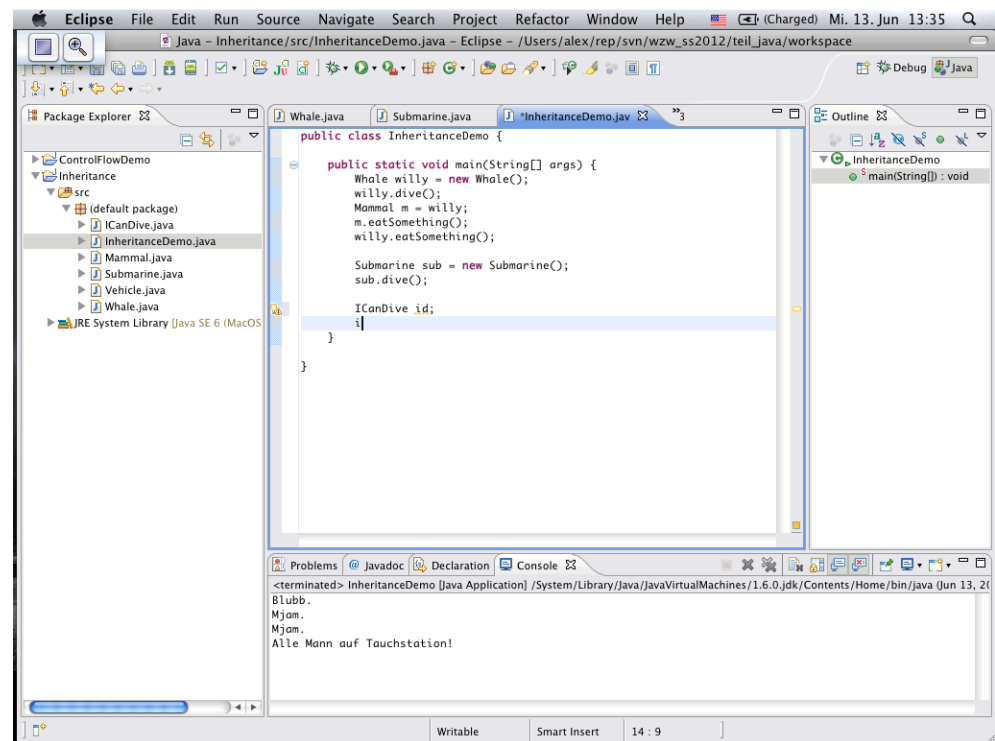 Eclipse File Edit Run Source Navigate Search Project Refactor Window Help (Charged) Mi. 13. Jun 13:35
Java – Inheritance/src/InheritanceDemo.java – Eclipse – /Users/alex/rep/svn/wzw_ss2012/teil_java/workspace
Debug Java
Package Explorer
ControlFlowDemo
Inheritance
src
(default package)
ICanDive.java
InheritanceDemo.java
Mammal.java
Submarine.java
Vehicle.java
Whale.java
JRE System Library [Java SE 6 (MacOS
Whale.java Submarine.java *InheritanceDemo.jav »3
public class InheritanceDemo {
public static void main(String[] args) {
Whale willy = new Whale();
willy.dive();
Mammal m = willy;
m.eatSomething();
willy.eatSomething();
Submarine sub = new Submarine();
sub.dive();
ICanDive id;
i
}
}
Outline
InheritanceDemo
main(String[]) : void
Problems @ Javadoc Declaration Console
<terminated> InheritanceDemo [Java Application] /System/Library/Java/JavaVirtualMachines/1.6.0.jdk/Contents/Home/bin/java (Jun 13, 20
Blubb.
Mjam.
Mjam.
Alle Mann auf Tauchstation!
Writable Smart Insert 14 : 9